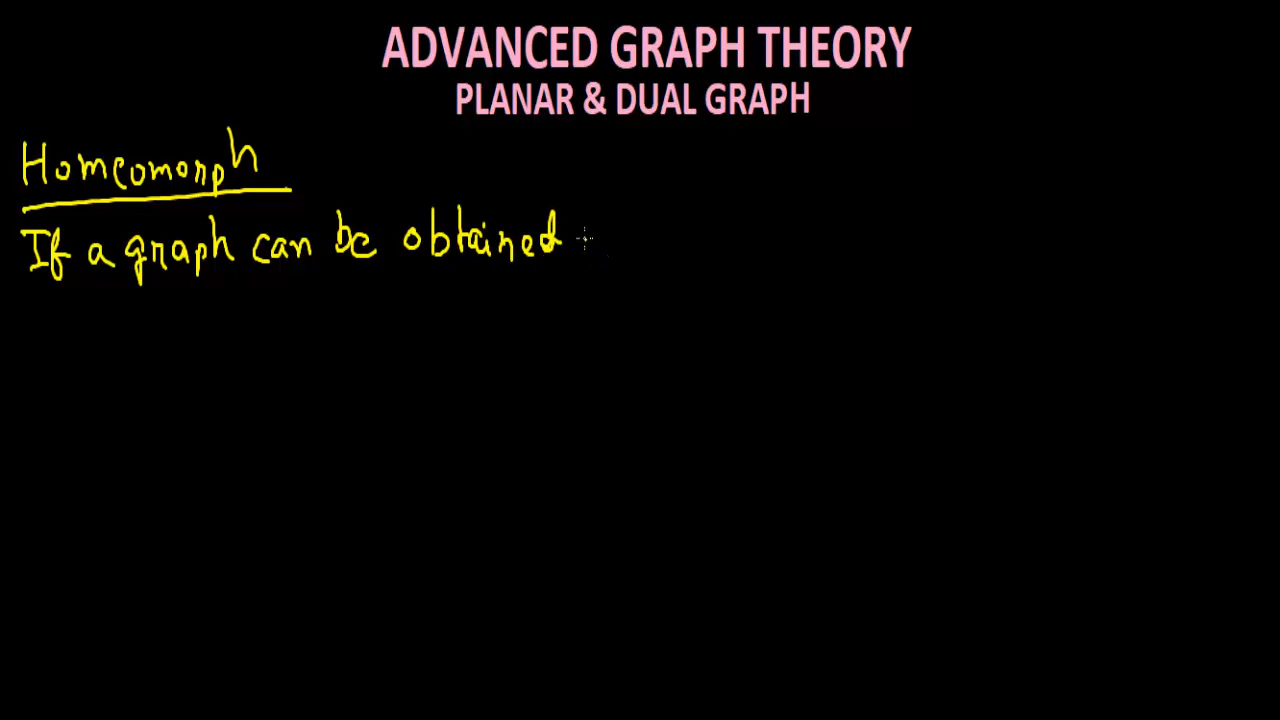 ADVANCED GRAPH THEORY
PLANAR & DUAL GRAPH
Homeomorph
If a graph can be obtained